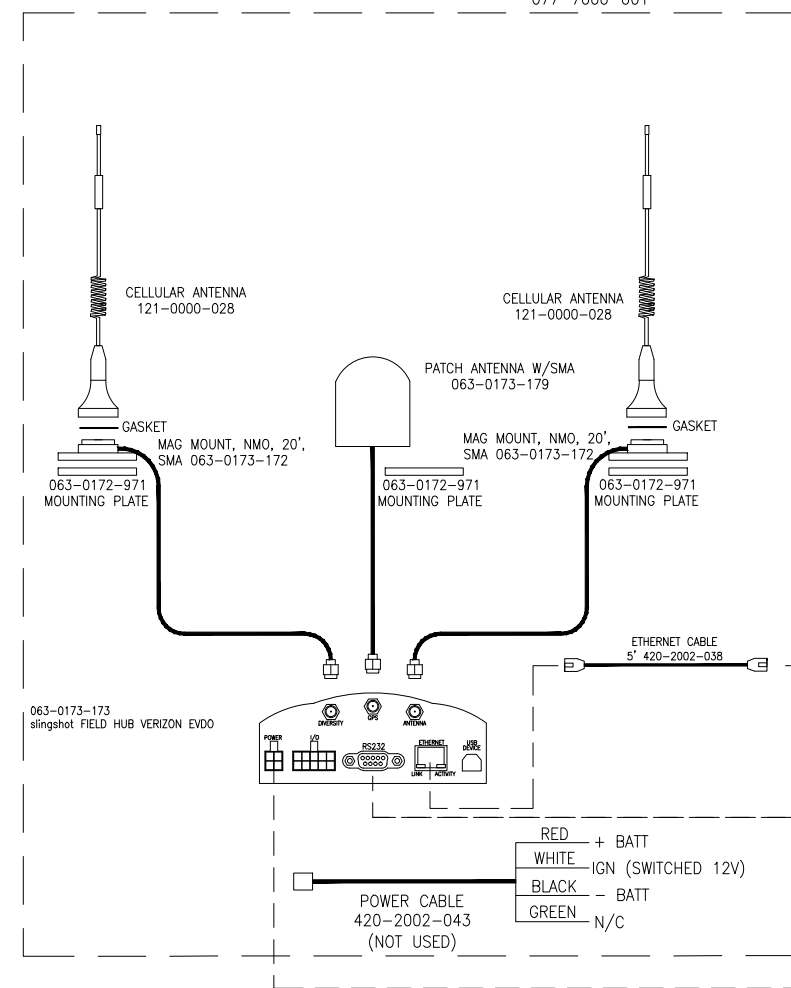 CELLULAR ANTENNA
121-0000-028
CELLULAR ANTENNA
121-0000-028
PATCH ANTENNA W/SMA
063-0173-179
GASKET
MAG MOUNT, NMO, 20',
SMA 063-0173-172
MAG MOUNT, NMO, 20',
SMA 063-0173-172
GASKET
063-0172-971
MOUNTING PLATE
063-0172-971
MOUNTING PLATE
063-0172-971
MOUNTING PLATE
ETHERNET CABLE
5' 420-2002-038
063-0173-173
slingshot FIELD HUB VERIZON EVDO
DIVERSITY
GPS
ANTENNA
POWER
I/O
RS232
ETHERNET
USB
DEVICE
LINK ACTIVITY
RED + BATT
WHITE IGN (SWITCHED 12V)
BLACK - BATT
GREEN N/C
POWER CABLE
420-2002-043
(NOT USED)